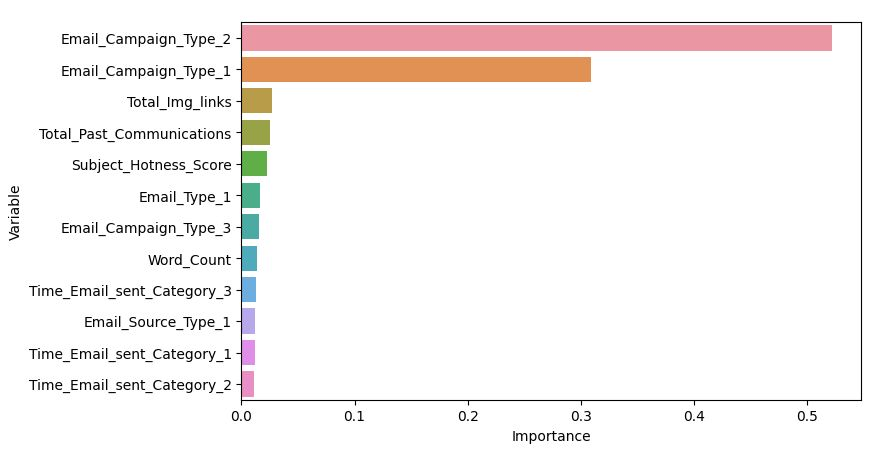 Variable
Email_Campaign_Type_2
Email_Campaign_Type_1
Total_Img_links
Total_Past_Communications
Subject_Hotness_Score
Email_Type_1
Email_Campaign_Type_3
Word_Count
Time_Email_sent_Category_3
Email_Source_Type_1
Time_Email_sent_Category_1
Time_Email_sent_Category_2
0.0 0.1 0.2 0.3 0.4 0.5
Importance